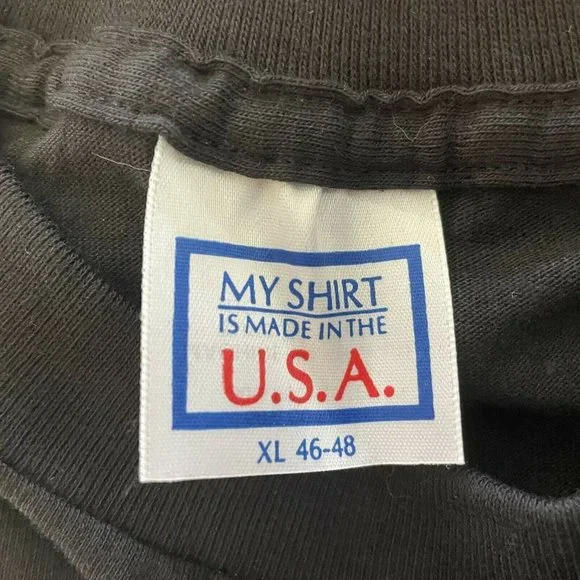 MY SHIRT
IS MADE IN THE
U.S.A.
XL 46-48